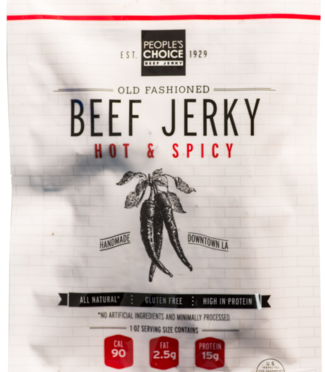 PEOPLE'S
EST. CHOICE 1929
BEEF JERKY
OLD FASHIONED
BEEF JERKY
HOT & SPICY
HANDMADE DOWNTOWN LA
ALL NATURAL* GLUTEN FREE HIGH IN PROTEIN
*NO ARTIFICIAL INGREDIENTS AND MINIMALLY PROCESSED.
1 OZ SERVING SIZE CONTAINS
CAL FAT PROTEIN
90 2.5g 15g